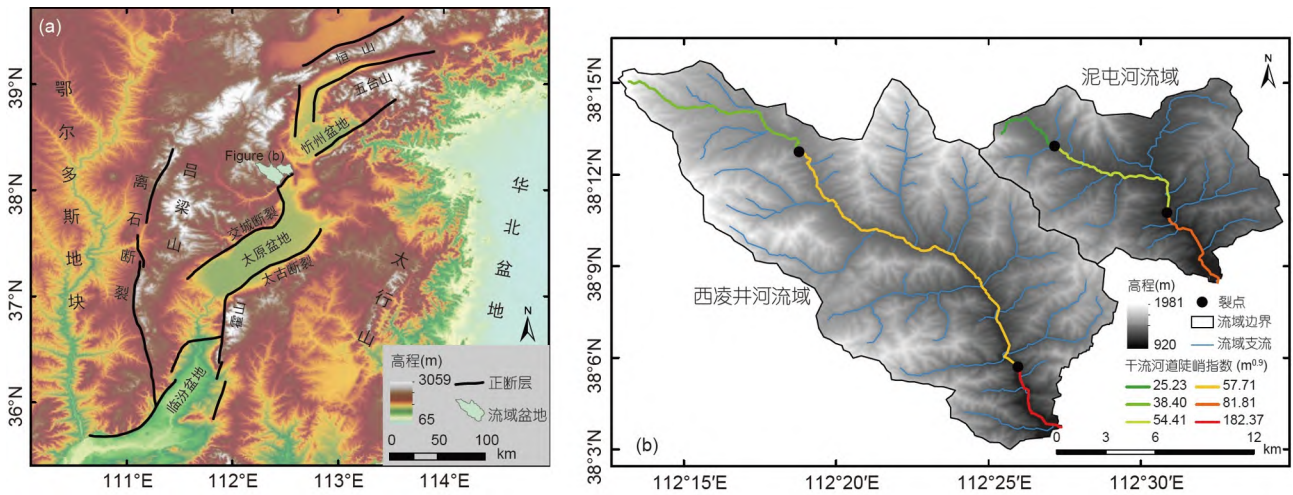 (a)
恒山
五台山
忻州盆地
Figure (b)
鄂尔多斯地块
吕梁山
离石断裂
交城断裂
太原盆地
太谷断裂
霍山
太行山
华北盆地
临汾盆地
N
高程(m)
3059
65
正断层
流域盆地
0 50 100
km
39°N
38°N
37°N
36°N
111°E 112°E 113°E 114°E
(b)
泥屯河流域
西凌井河流域
N
高程(m)
1981
920
裂点
流域边界
流域支流
干流河道陡峭指数 (m0.9)
25.23 57.71
38.40 81.81
54.41 182.37
0 3 6 12
km
38°15'N
38°12'N
38°9'N
38°6'N
38°3'N
112°15'E 112°20'E 112°25'E 112°30'E